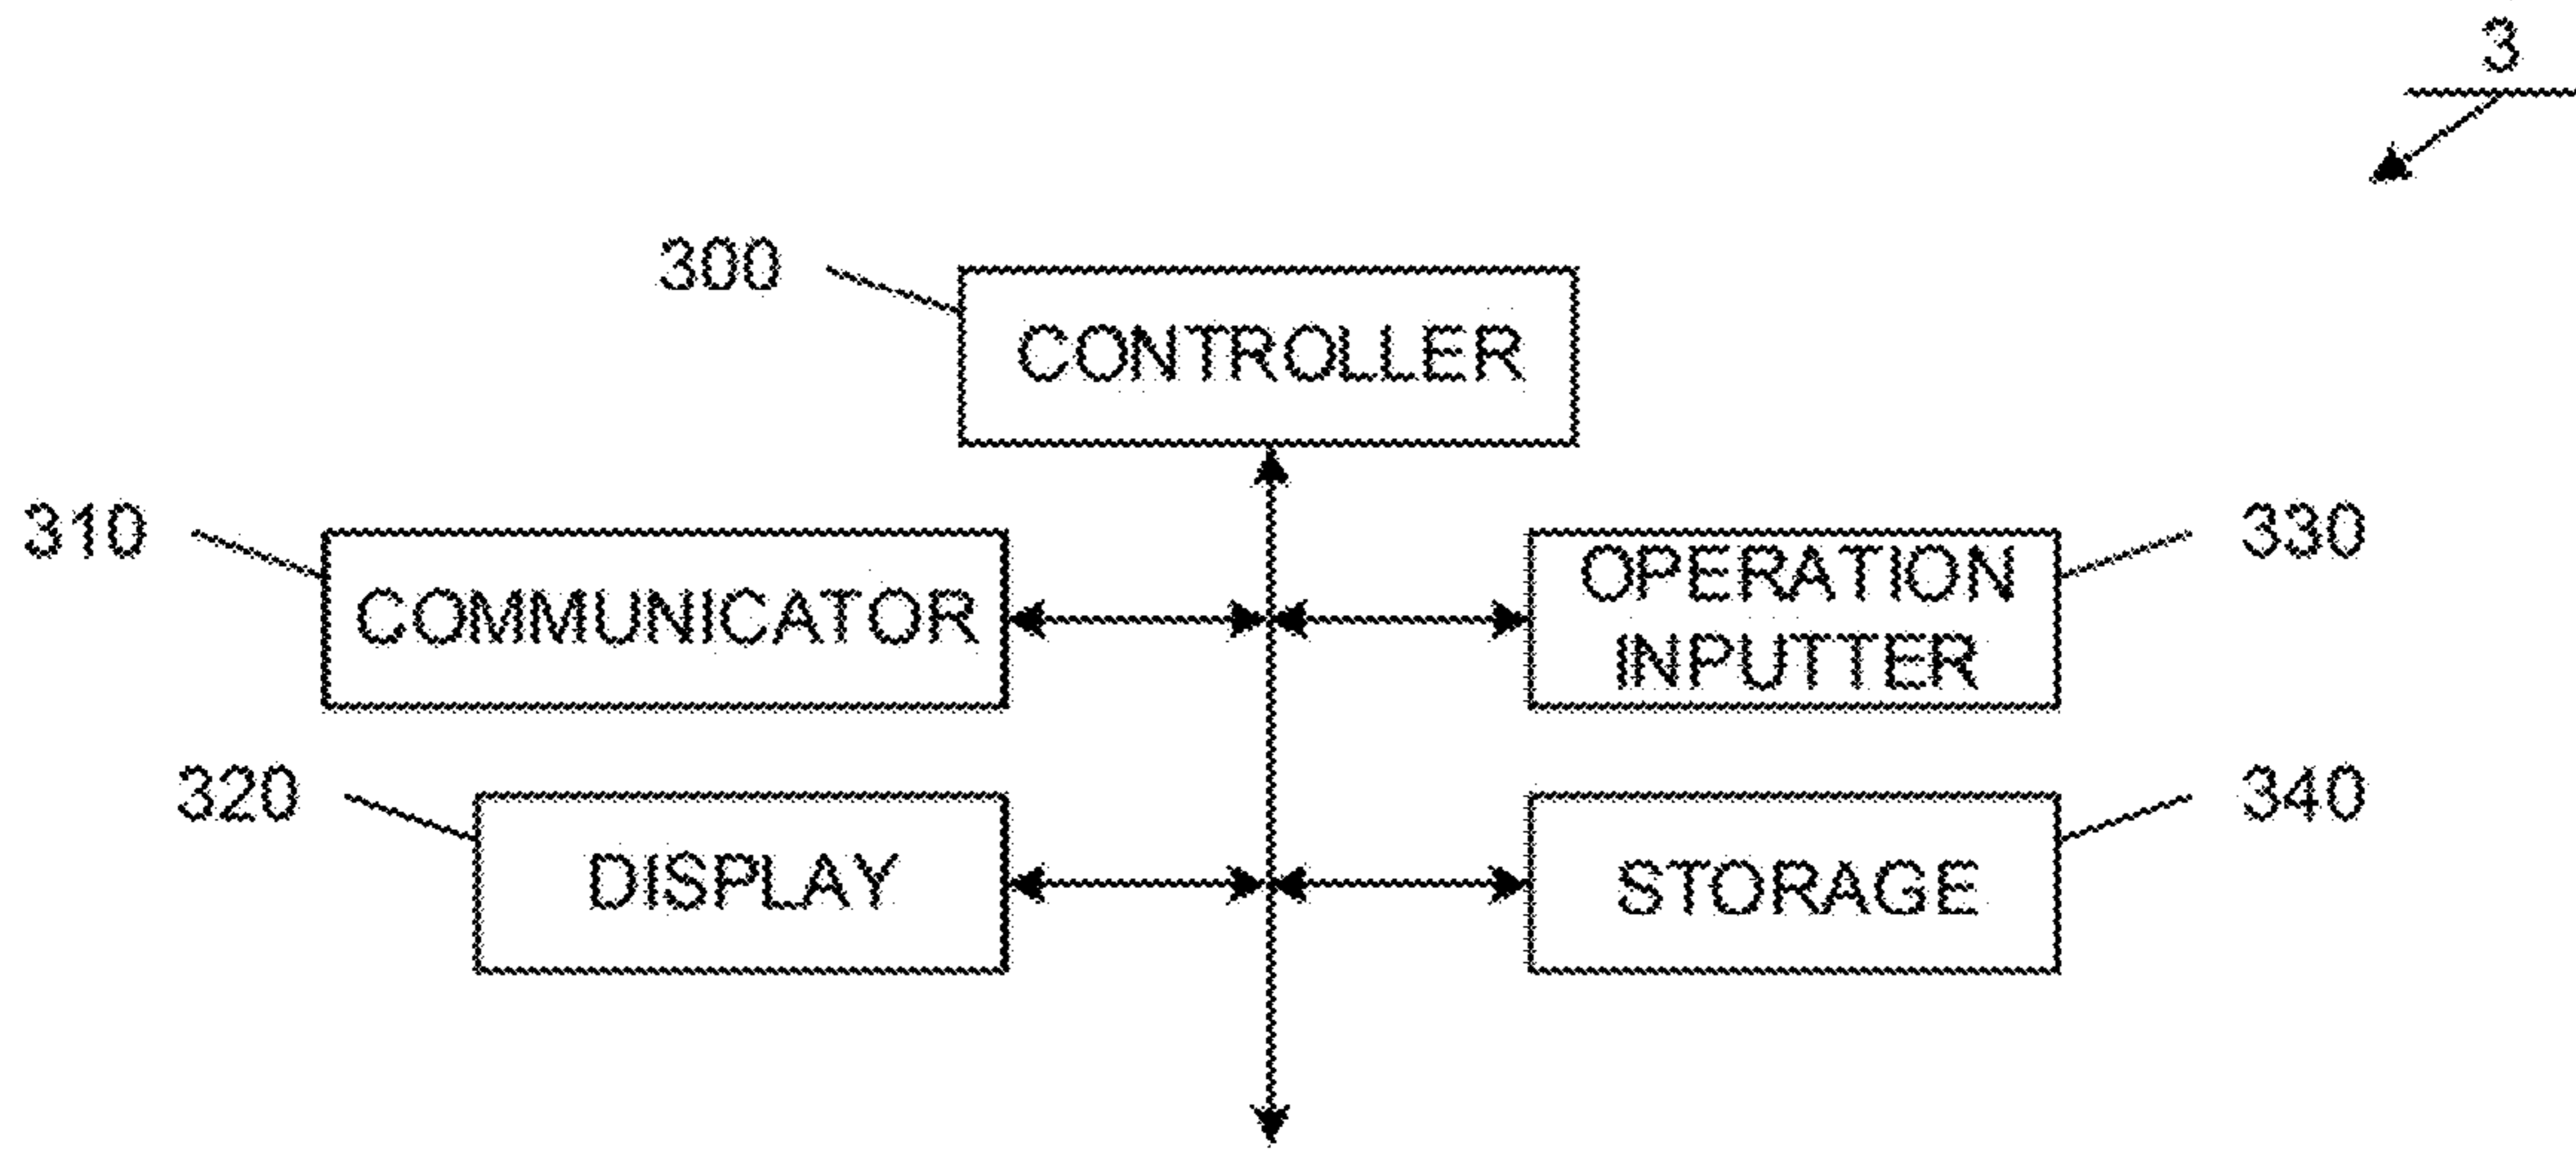 3
300
CONTROLLER
310
COMMUNICATOR
330
OPERATION
INPUTTER
320
DISPLAY
340
STORAGE